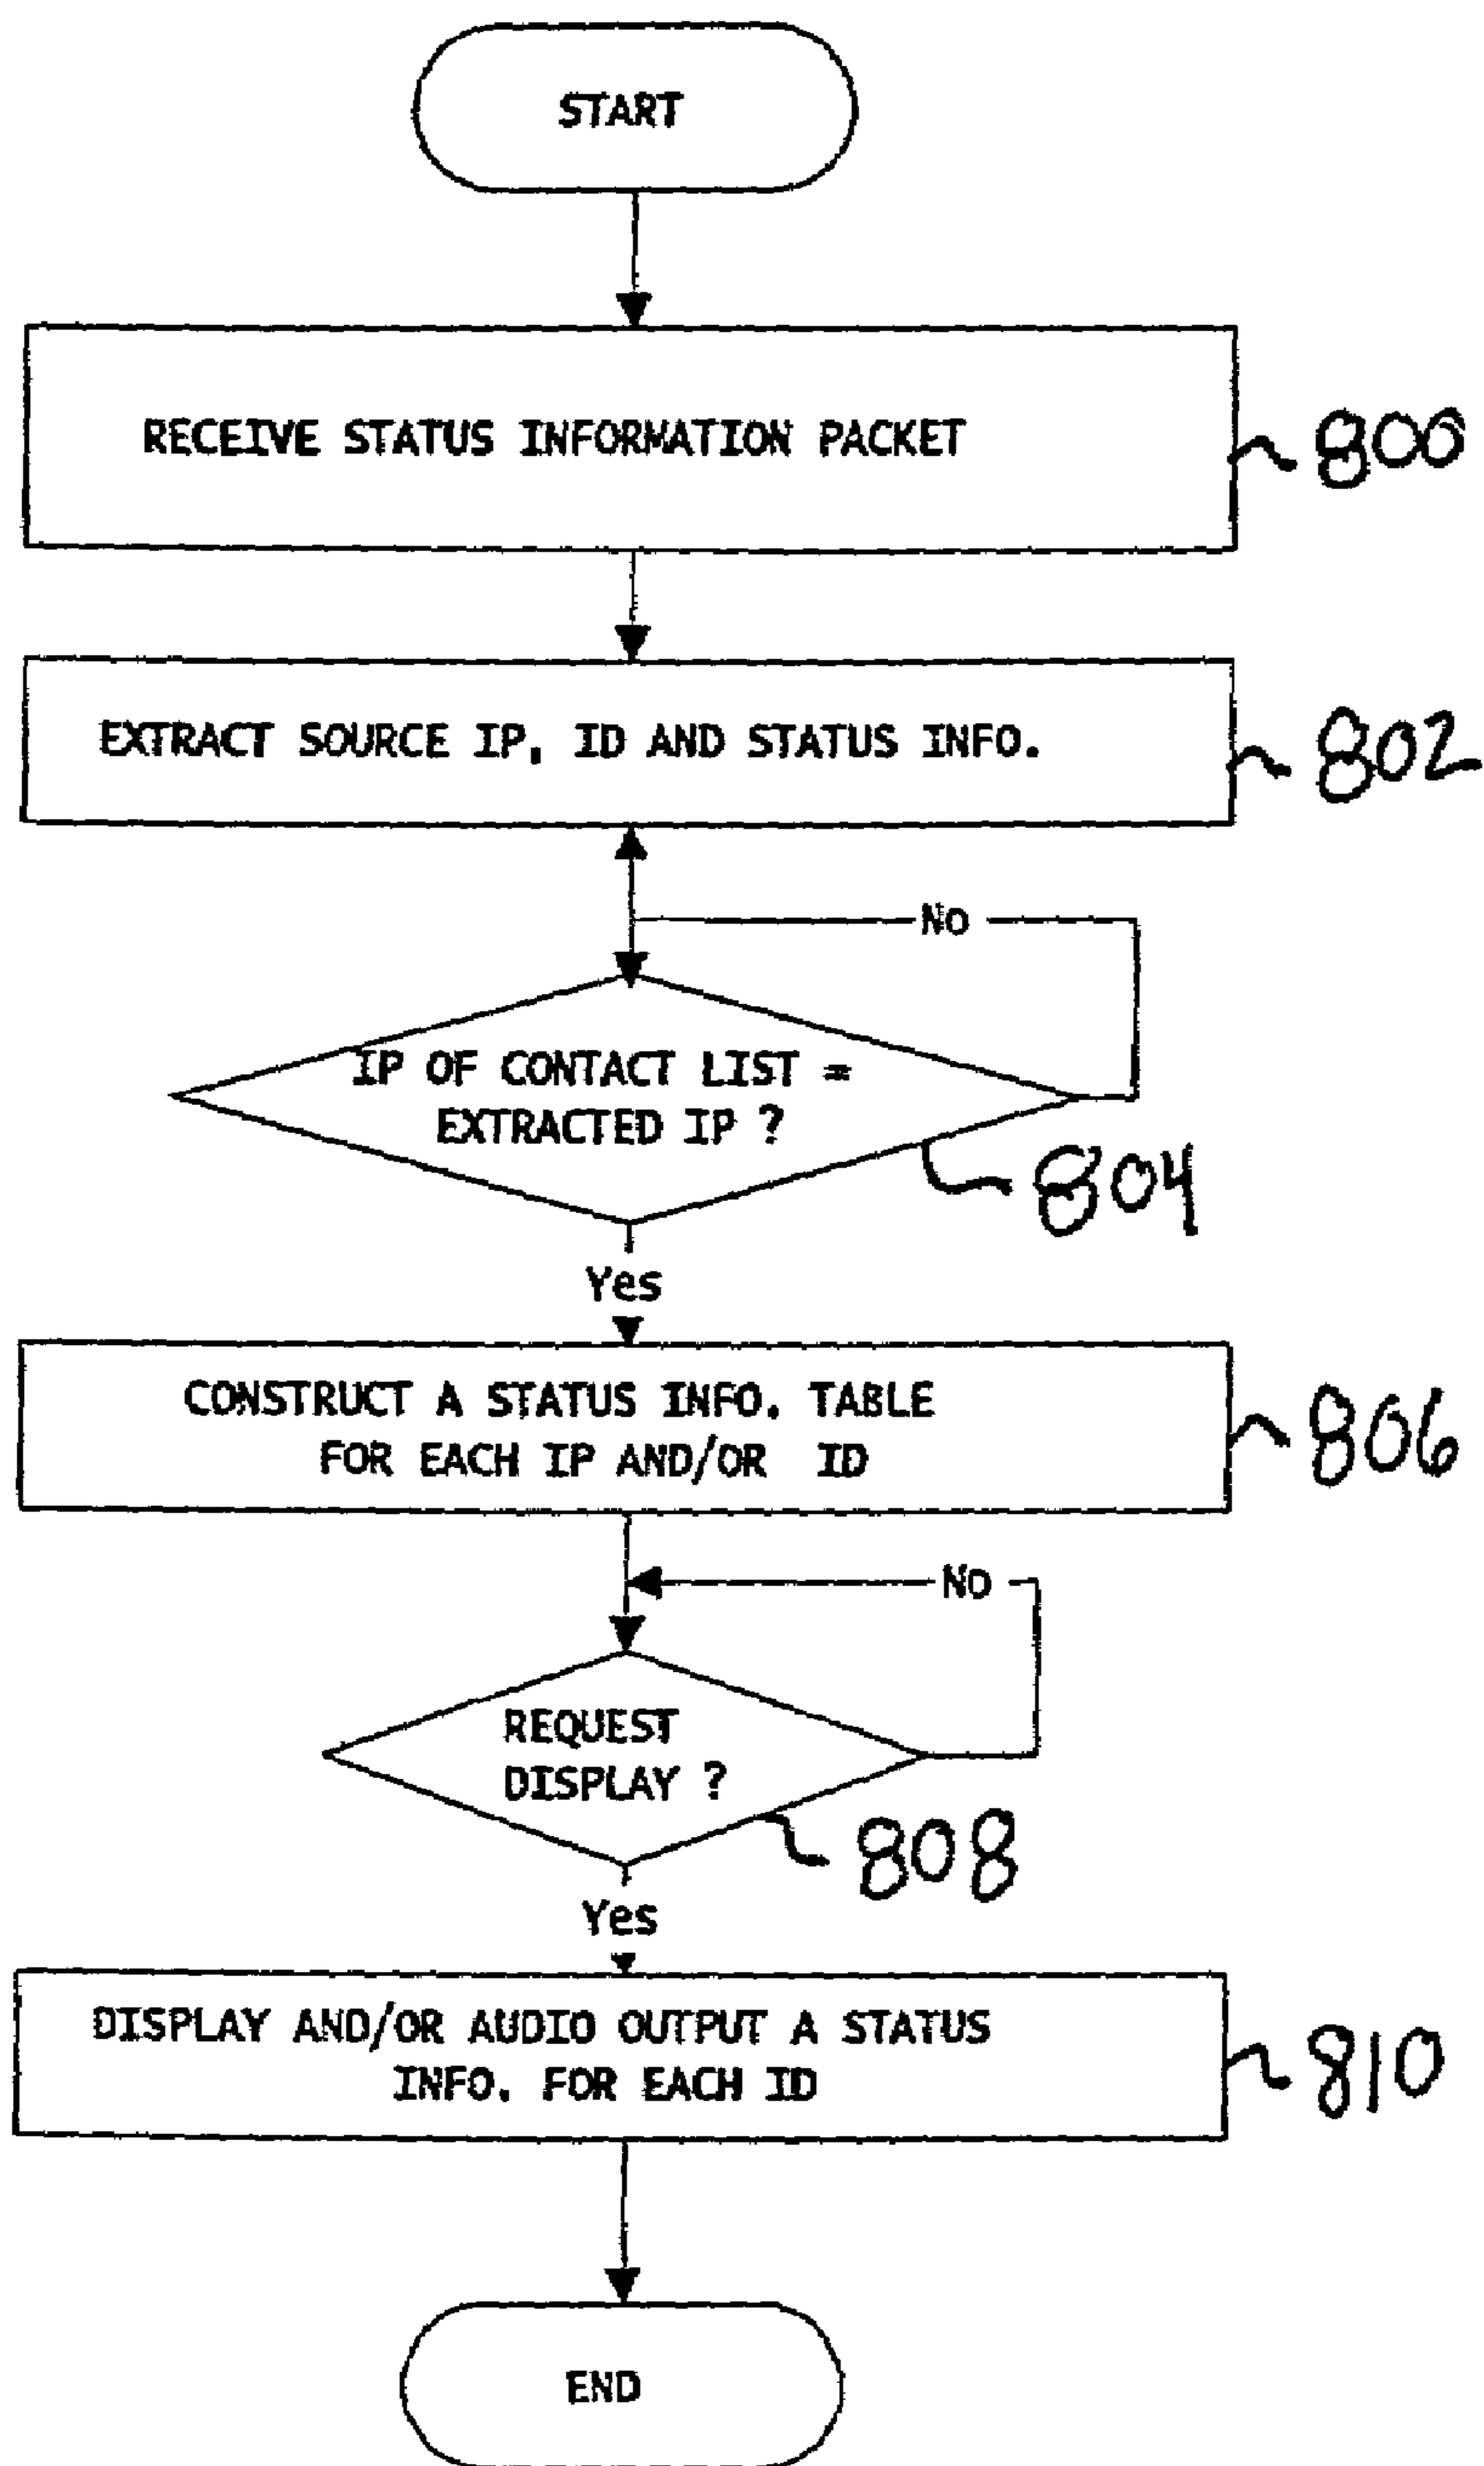 START
RECEIVE STATUS INFORMATION PACKET
800
EXTRACT SOURCE IP, ID AND STATUS INFO.
802
No
IP OF CONTACT LIST =
EXTRACTED IP ?
804
Yes
CONSTRUCT A STATUS INFO. TABLE
FOR EACH IP AND/OR ID
806
No
REQUEST
DISPLAY ?
808
Yes
DISPLAY AND/OR AUDIO OUTPUT A STATUS
INFO. FOR EACH ID
810
END